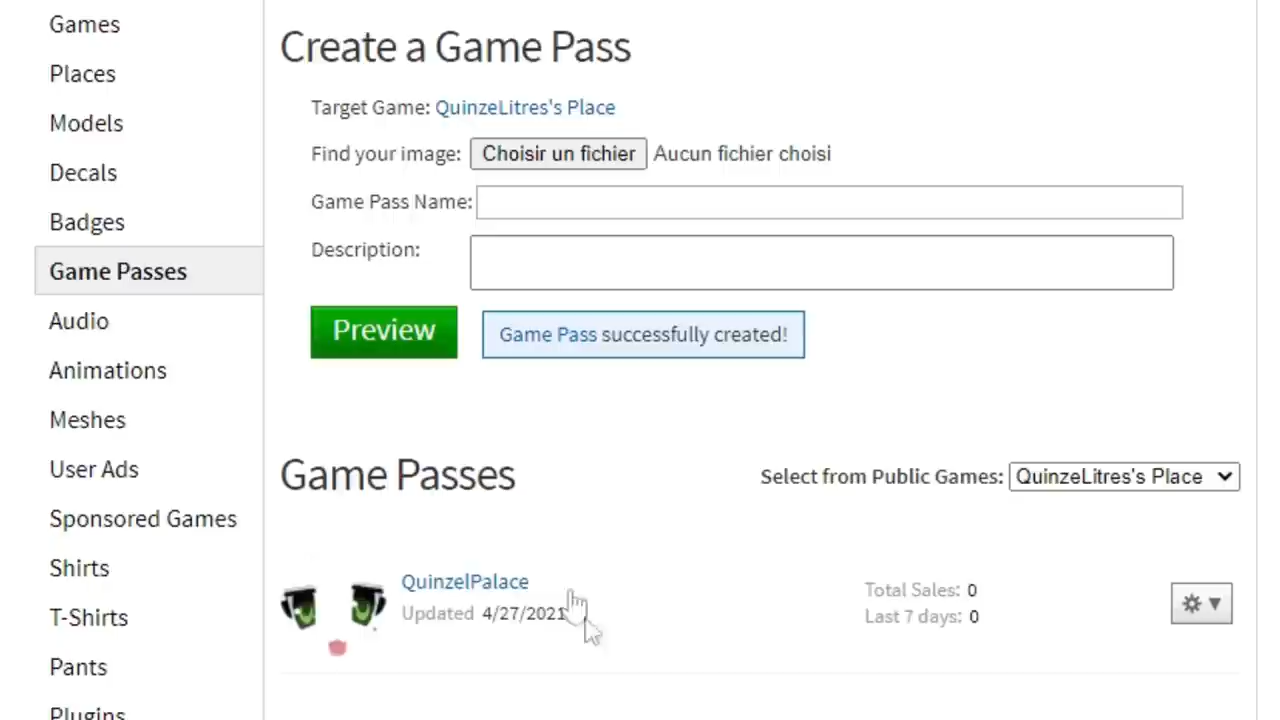 Games
Places
Models
Decals
Badges
Game Passes
Audio
Animations
Meshes
User Ads
Sponsored Games
Shirts
T-Shirts
Pants
Plugins
Create a Game Pass
Target Game: QuinzeLitres's Place
Find your image: Choisir un fichier Aucun fichier choisi
Game Pass Name:
Description:
Preview Game Pass successfully created!
Game Passes Select from Public Games: QuinzeLitres's Place
QuinzelPalace
Updated 4/27/2021
Total Sales: 0
Last 7 days: 0